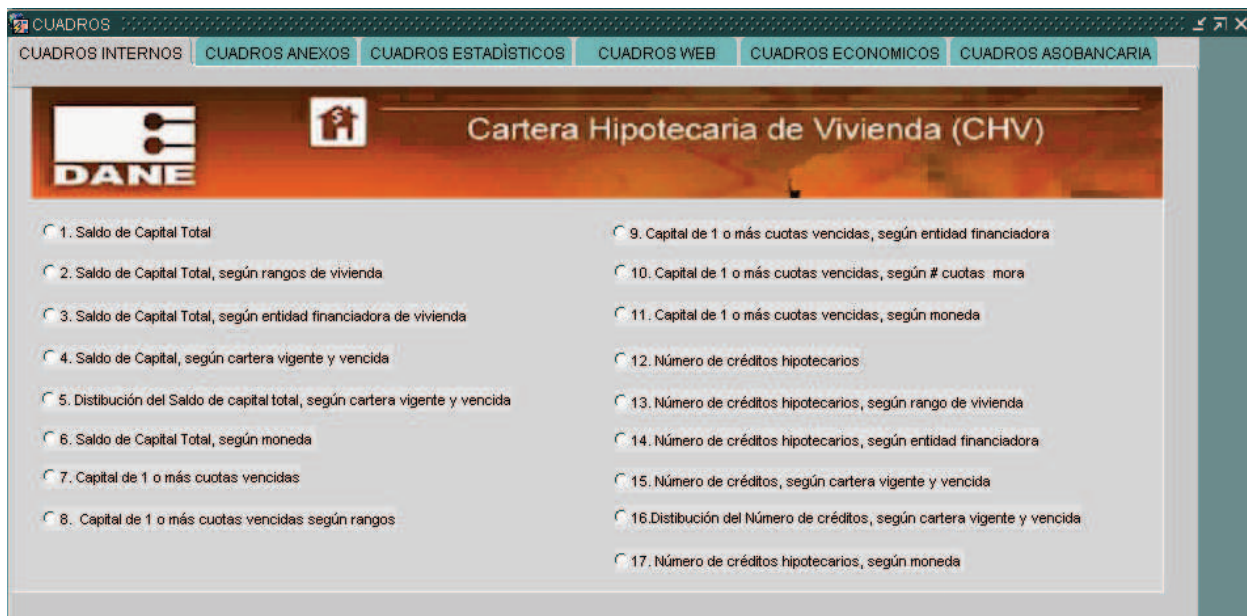 CUADROS
CUADROS INTERNOS CUADROS ANEXOS CUADROS ESTADÌSTICOS CUADROS WEB CUADROS ECONOMICOS CUADROS ASOBANCARIA
DANE
$
Cartera Hipotecaria de Vivienda (CHV)
1. Saldo de Capital Total
2. Saldo de Capital Total, según rangos de vivienda
3. Saldo de Capital Total, según entidad financiadora de vivienda
4. Saldo de Capital, según cartera vigente y vencida
5. Distibución del Saldo de capital total, según cartera vigente y vencida
6. Saldo de Capital Total, según moneda
7. Capital de 1 o más cuotas vencidas
8. Capital de 1 o más cuotas vencidas según rangos
9. Capital de 1 o más cuotas vencidas, según entidad financiadora
10. Capital de 1 o más cuotas vencidas, según # cuotas mora
11. Capital de 1 o más cuotas vencidas, según moneda
12. Número de créditos hipotecarios
13. Número de créditos hipotecarios, según rango de vivienda
14. Número de créditos hipotecarios, según entidad financiadora
15. Número de créditos, según cartera vigente y vencida
16.Distibución del Número de créditos, según cartera vigente y vencida
17. Número de créditos hipotecarios, según moneda